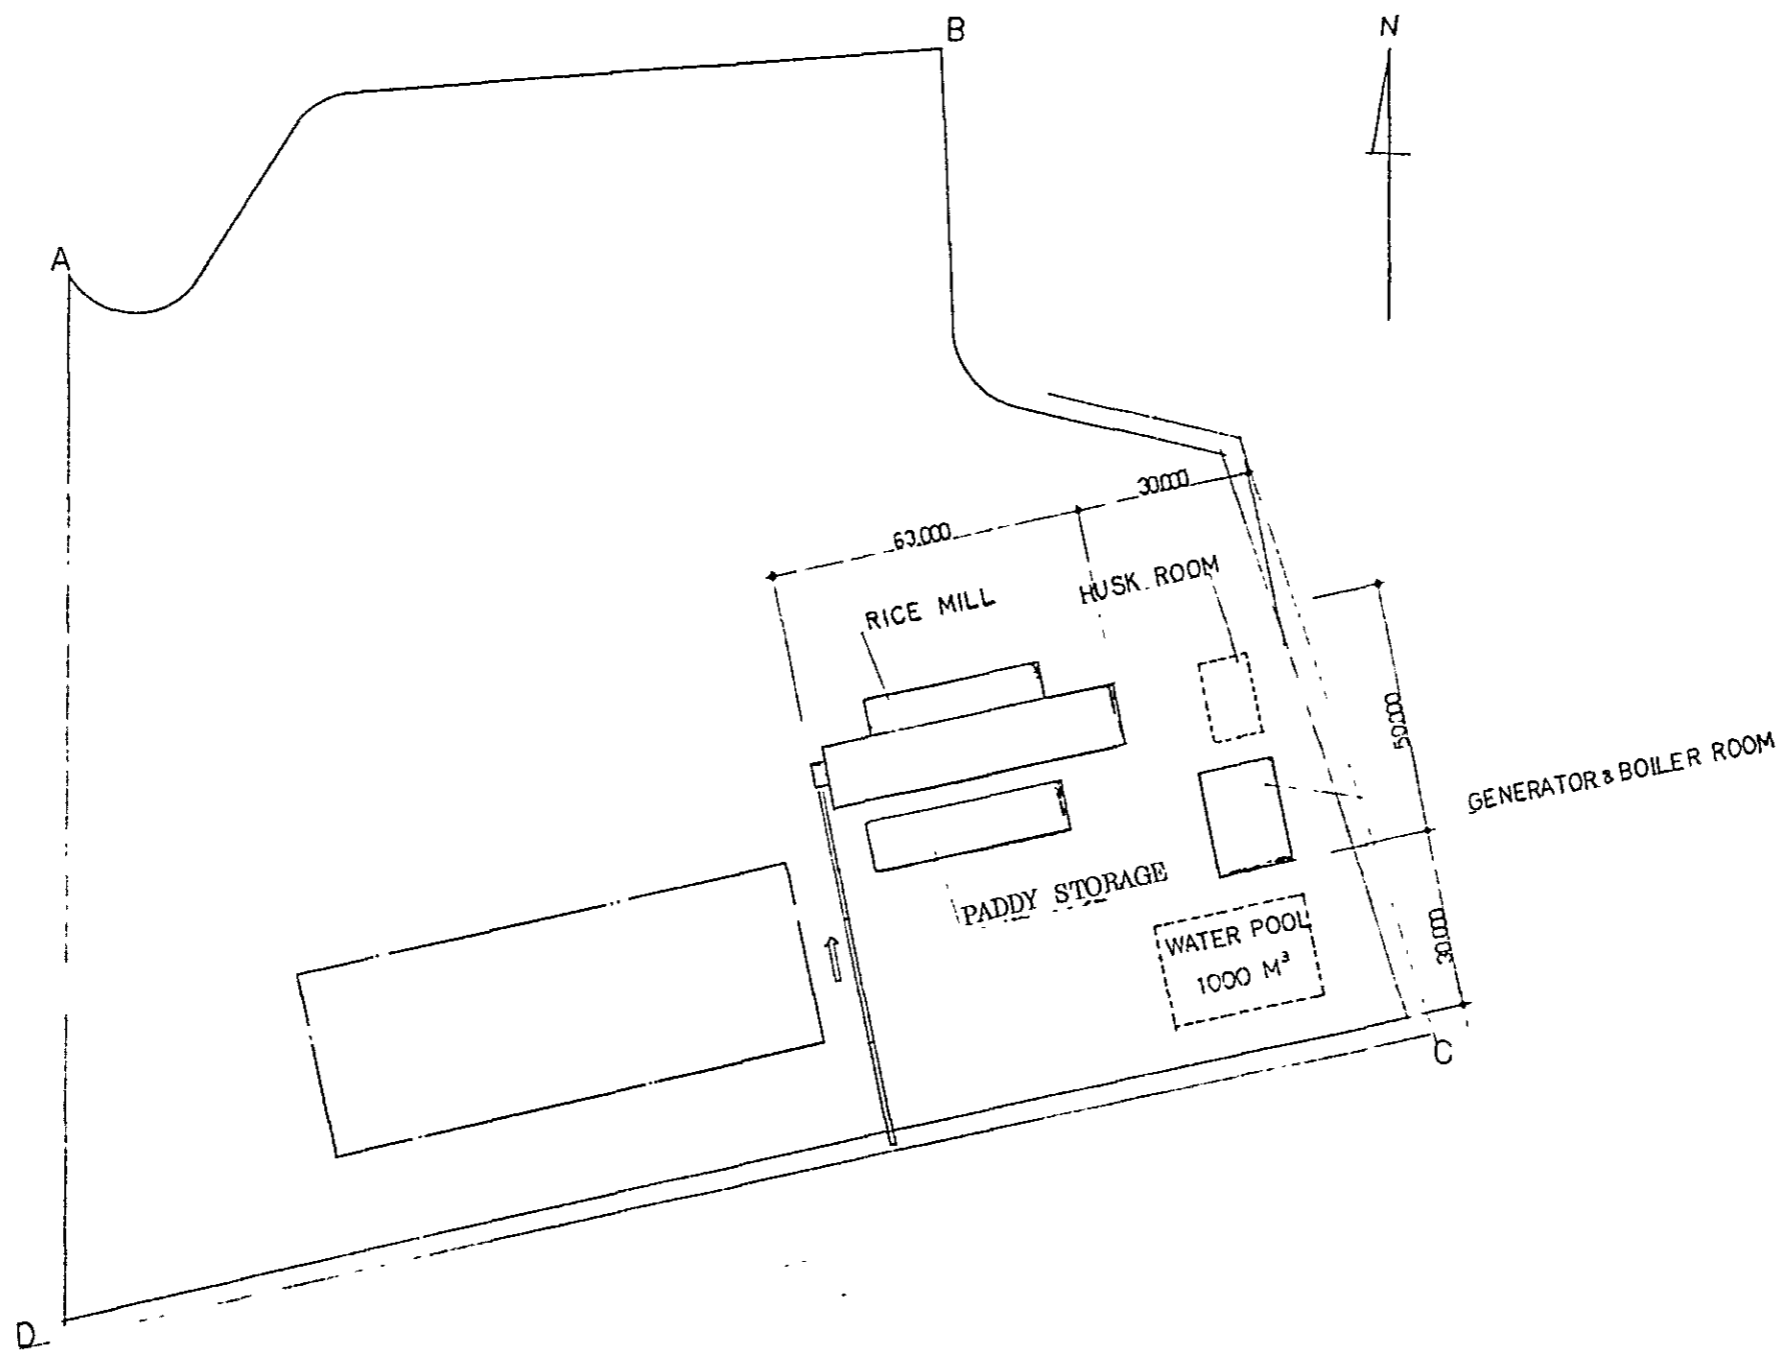 B
N
A
30.000
63.000
HUSK ROOM
RICE MILL
50.000
GENERATOR & BOILER ROOM
PADDY STORAGE
WATER POOL
1000 M³
30.000
C
D